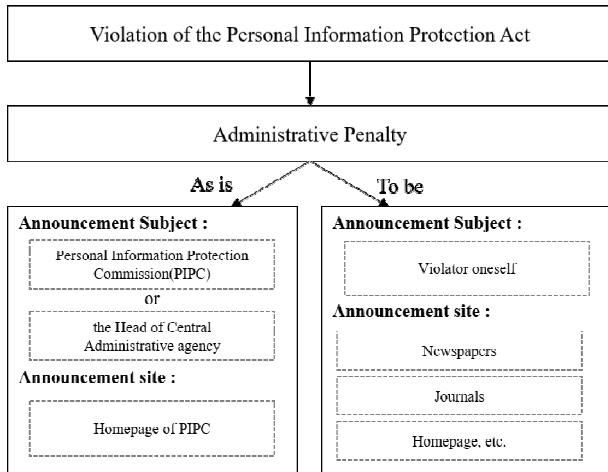 Violation of the Personal Information Protection Act
Administrative Penalty
As is
To be
Announcement Subject :
Personal Information Protection
Commission(PIPC)
or
the Head of Central
Administrative agency
Announcement site :
Homepage of PIPC
Announcement Subject :
Violator oneself
Announcement site :
Newspapers
Journals
Homepage, etc.